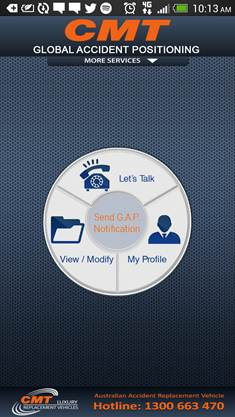 4G
10:13 AM
CMT
GLOBAL ACCIDENT POSITIONING
MORE SERVICES
Let's Talk
Send G.A.P.
Notification
View / Modify
My Profile
CMT LUXURY
REPLACEMENT VEHICLES
Australian Accident Replacement Vehicle
Hotline: 1300 663 470